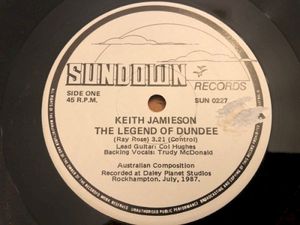 SUNDOWN
RECORDS
SIDE ONE
45 R.P.M.
SUN 0227
KEITH JAMIESON
THE LEGEND OF DUNDEE
(Ray Rose) 3.21 (Control)
Lead Guitar: Col Hughes
Backing Vocals: Trudy McDonald
Australian Composition
Recorded at Daley Planet Studios
Rockhampton. July, 1987.